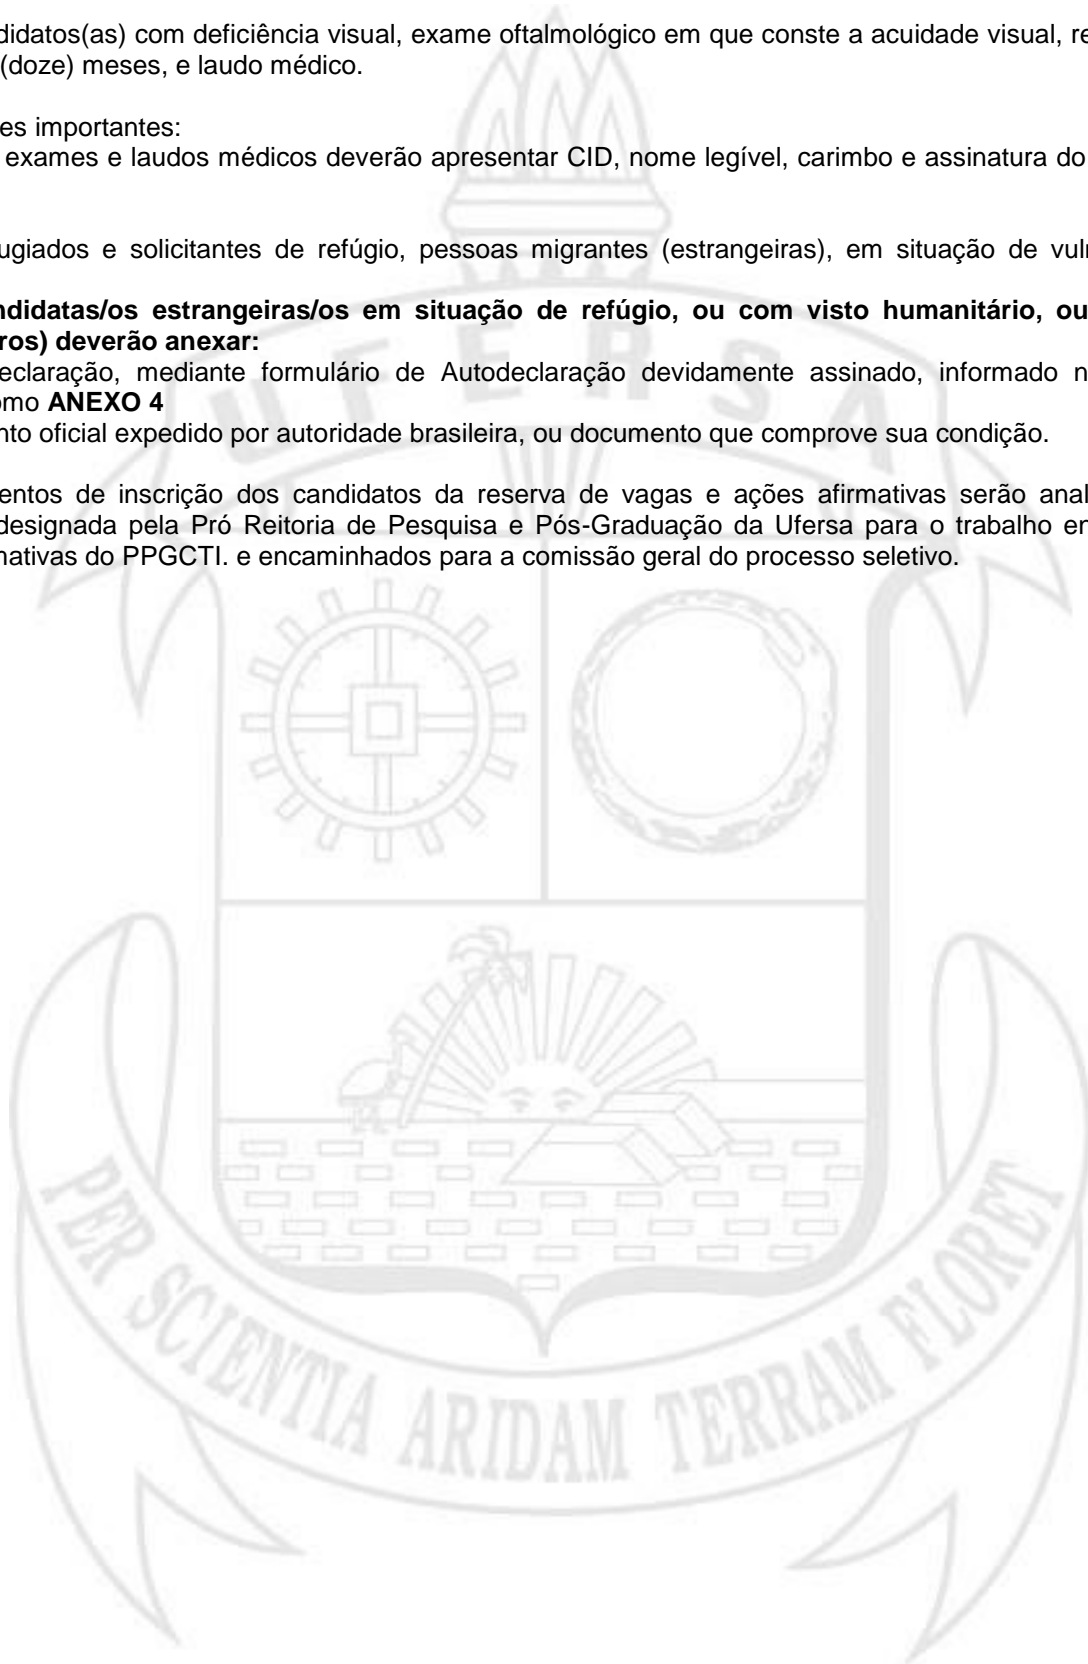 didatos(as) com deficiência visual, exame oftalmológico em que conste a acuidade visual, re
(doze) meses, e laudo médico.
es importantes:
exames e laudos médicos deverão apresentar CID, nome legível, carimbo e assinatura do
ugiados e solicitantes de refúgio, pessoas migrantes (estrangeiras), em situação de vulr
ndidatas/os estrangeiras/os em situação de refúgio, ou com visto humanitário, ou
ros) deverão anexar:
eclaração, mediante formulário de Autodeclaração devidamente assinado, informado n
omo ANEXO 4
nto oficial expedido por autoridade brasileira, ou documento que comprove sua condição.
entos de inscrição dos candidatos da reserva de vagas e ações afirmativas serão anal
designada pela Pró Reitoria de Pesquisa e Pós-Graduação da Ufersa para o trabalho en
nativas do PPGCTI. e encaminhados para a comissão geral do processo seletivo.
UFERSA
PER SCIENTIA ARIDAM TERRAM FLORET